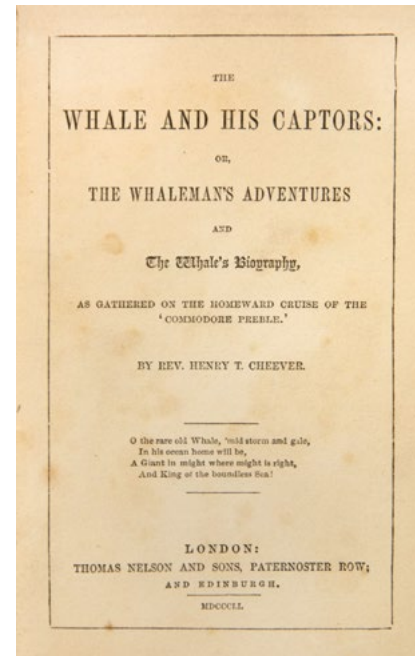 THE
WHALE AND HIS CAPTORS:
OR,
THE WHALEMAN'S ADVENTURES
AND
The Whale's Biography,
AS GATHERED ON THE HOMEWARD CRUISE OF THE
'COMMODORE PREBLE.'
BY REV. HENRY T. CHEEVER.
O the rare old Whale, 'mid storm and gale,
In his ocean home will be,
A Giant in might where might is right,
And King of the boundless Sea!
LONDON:
THOMAS NELSON AND SONS, PATERNOSTER ROW;
AND EDINBURGH.
MDCCCLI.